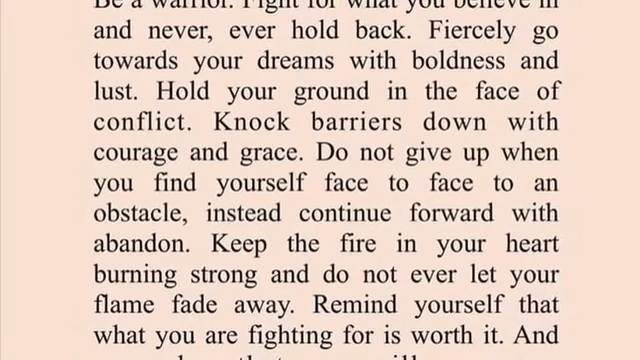 Be a warrior. Fight for what you believe in
and never, ever hold back. Fiercely go
towards your dreams with boldness and
lust. Hold your ground in the face of
conflict. Knock barriers down with
courage and grace. Do not give up when
you find yourself face to face to an
obstacle, instead continue forward with
abandon. Keep the fire in your heart
burning strong and do not ever let your
flame fade away. Remind yourself that
what you are fighting for is worth it. And